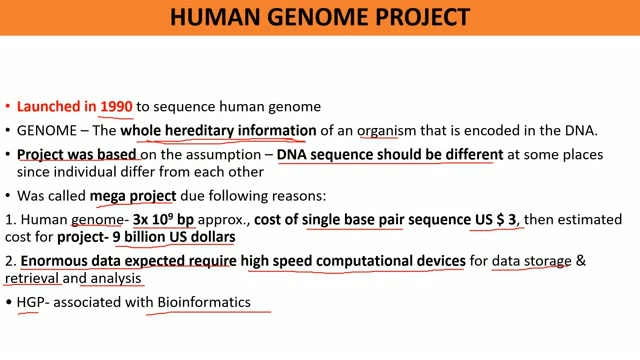 HUMAN GENOME PROJECT
• Launched in 1990 to sequence human genome
• GENOME – The whole hereditary information of an organism that is encoded in the DNA.
• Project was based on the assumption – DNA sequence should be different at some places
since individual differ from each other
• Was called mega project due following reasons:
1. Human genome- 3x 10⁹ bp approx., cost of single base pair sequence US $ 3, then estimated
cost for project- 9 billion US dollars
2. Enormous data expected require high speed computational devices for data storage &
retrieval and analysis
• HGP- associated with Bioinformatics